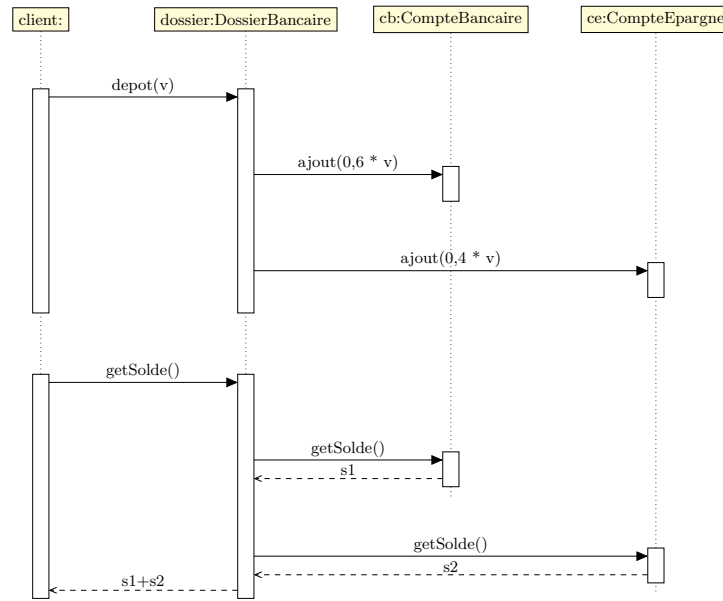 client:
dossier:DossierBancaire
cb:CompteBancaire
ce:CompteEpargne
depot(v)
ajout(0,6 * v)
ajout(0,4 * v)
getSolde()
getSolde()
s1
getSolde()
s2
s1+s2